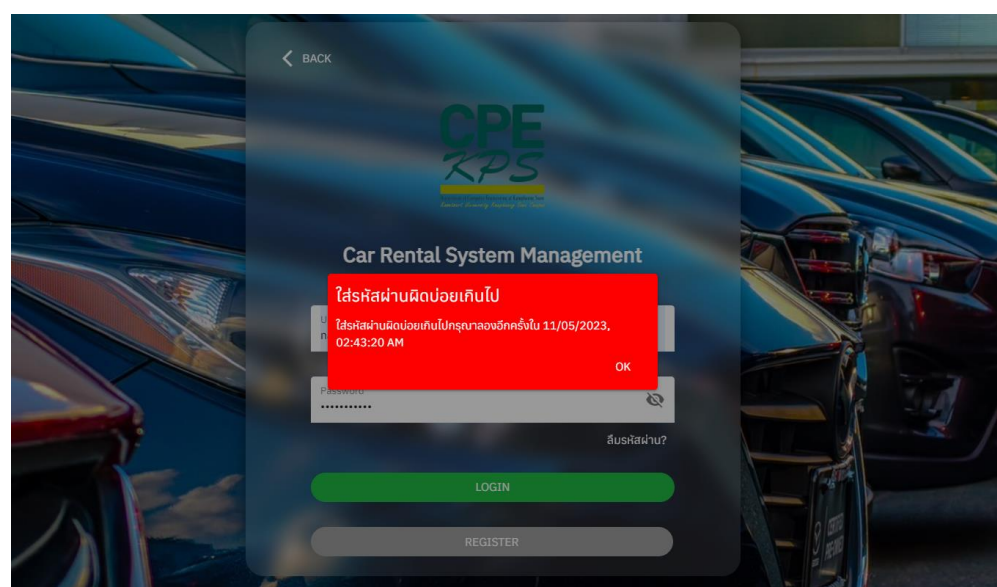 BACK
CPE
KPS
Car Rental System Management
ใส่รหัสผ่านผิดบ่อยเกินไป
ใส่รหัสผ่านผิดบ่อยเกินไปกรุณาลองอีกครั้งใน 11/05/2023,
02:43:20 AM
OK
Password
•••••••••••
ลืมรหัสผ่าน?
LOGIN
REGISTER
CERTIFIED
PRE-OWNED